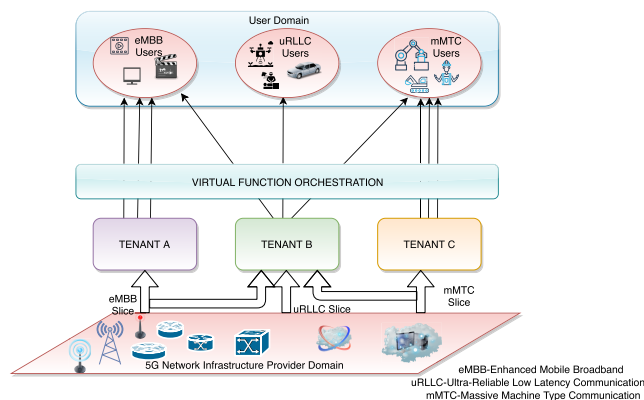 User Domain
eMBB
Users
uRLLC
Users
mMTC
Users
VIRTUAL FUNCTION ORCHESTRATION
TENANT A
TENANT B
TENANT C
eMBB
Slice
uRLLC Slice
mMTC
Slice
5G Network Infrastructure Provider Domain
eMBB-Enhanced Mobile Broadband
uRLLC-Ultra-Reliable Low Latency Communication
mMTC-Massive Machine Type Communication